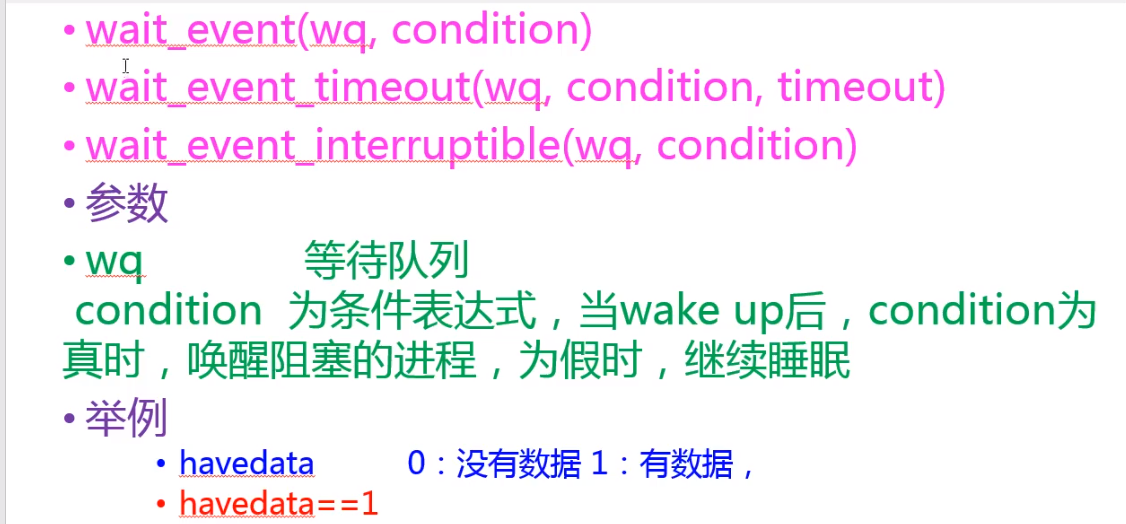 • wait_event(wq, condition)
• wait_event_timeout(wq, condition, timeout)
• wait_event_interruptible(wq, condition)
• 参数
• wq 等待队列
condition 为条件表达式，当wake up后，condition为
真时，唤醒阻塞的进程，为假时，继续睡眠
• 举例
• havedata 0：没有数据 1：有数据，
• havedata==1